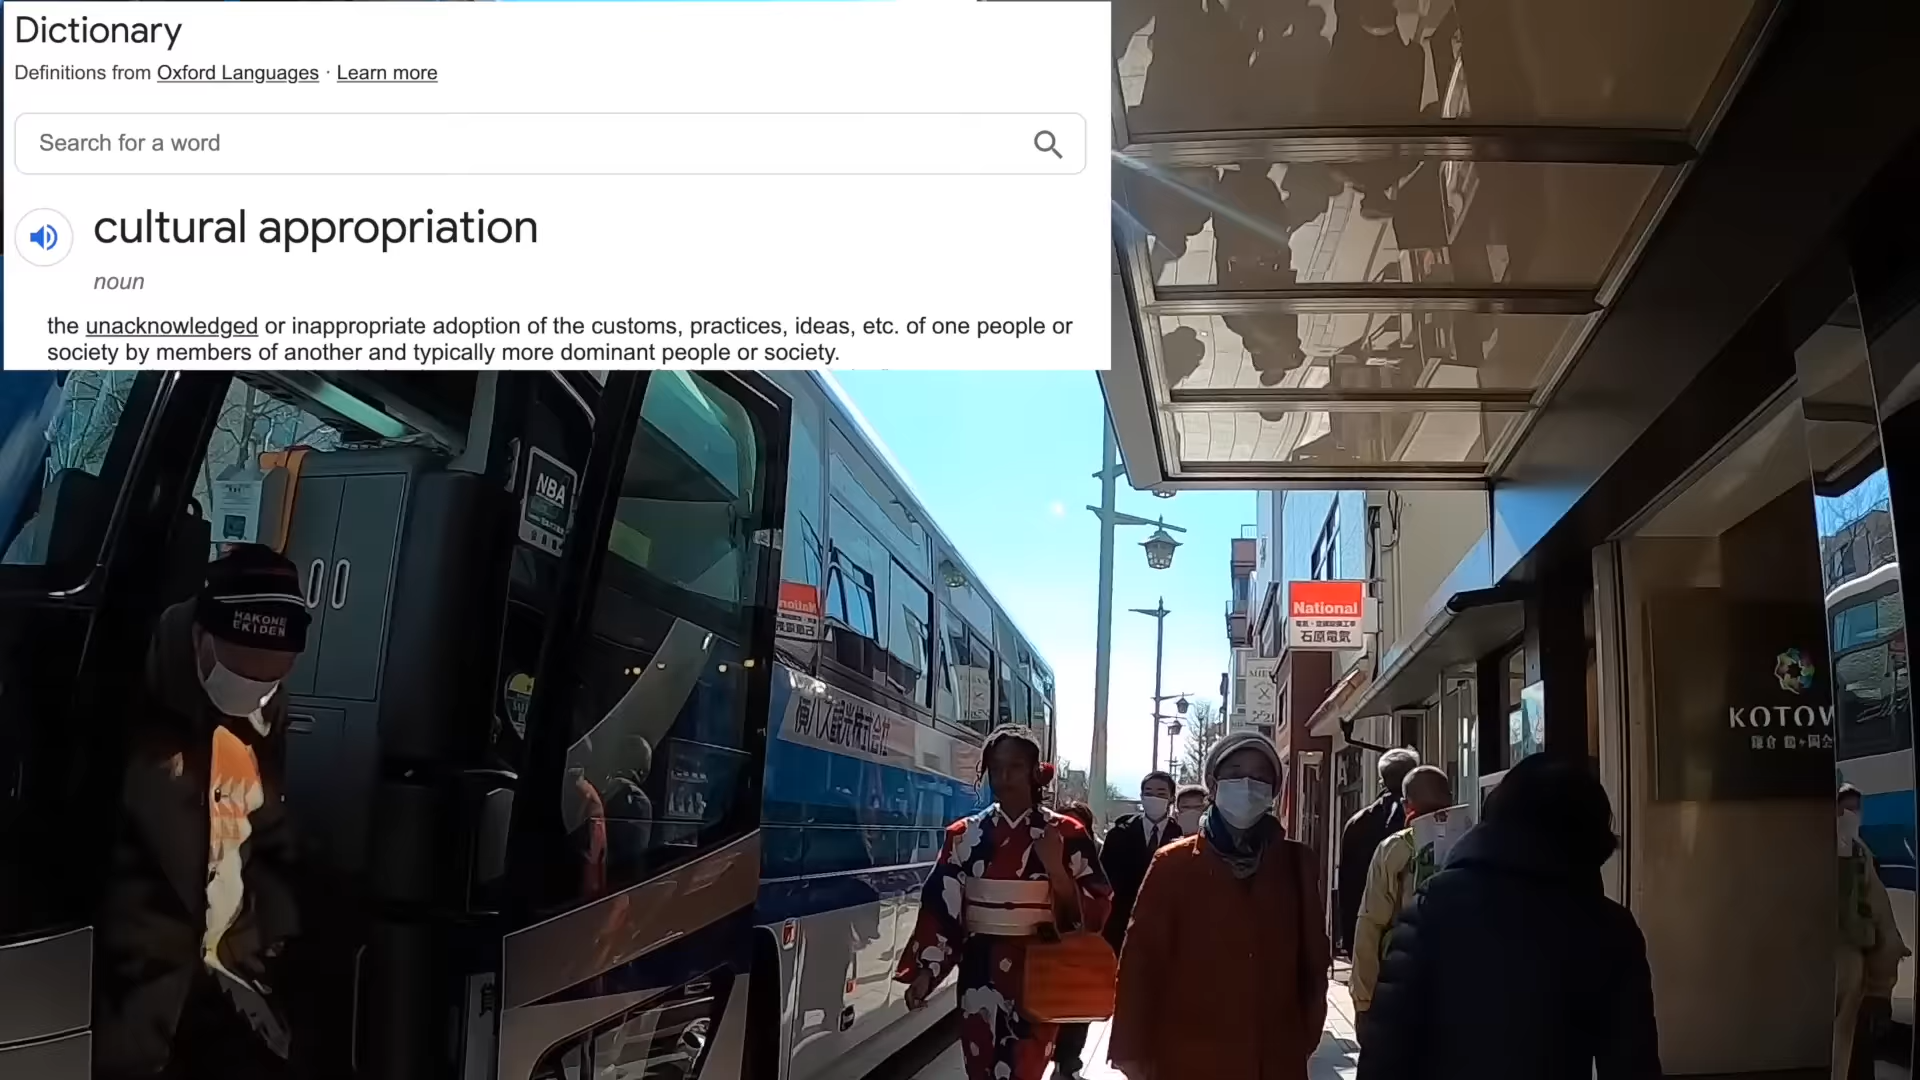 Dictionary
Definitions from Oxford Languages · Learn more
Search for a word
cultural appropriation
noun
the unacknowledged or inappropriate adoption of the customs, practices, ideas, etc. of one people or
society by members of another and typically more dominant people or society.
NBA
HAKONE
EKIDEN
National
石原電気
KOTOW